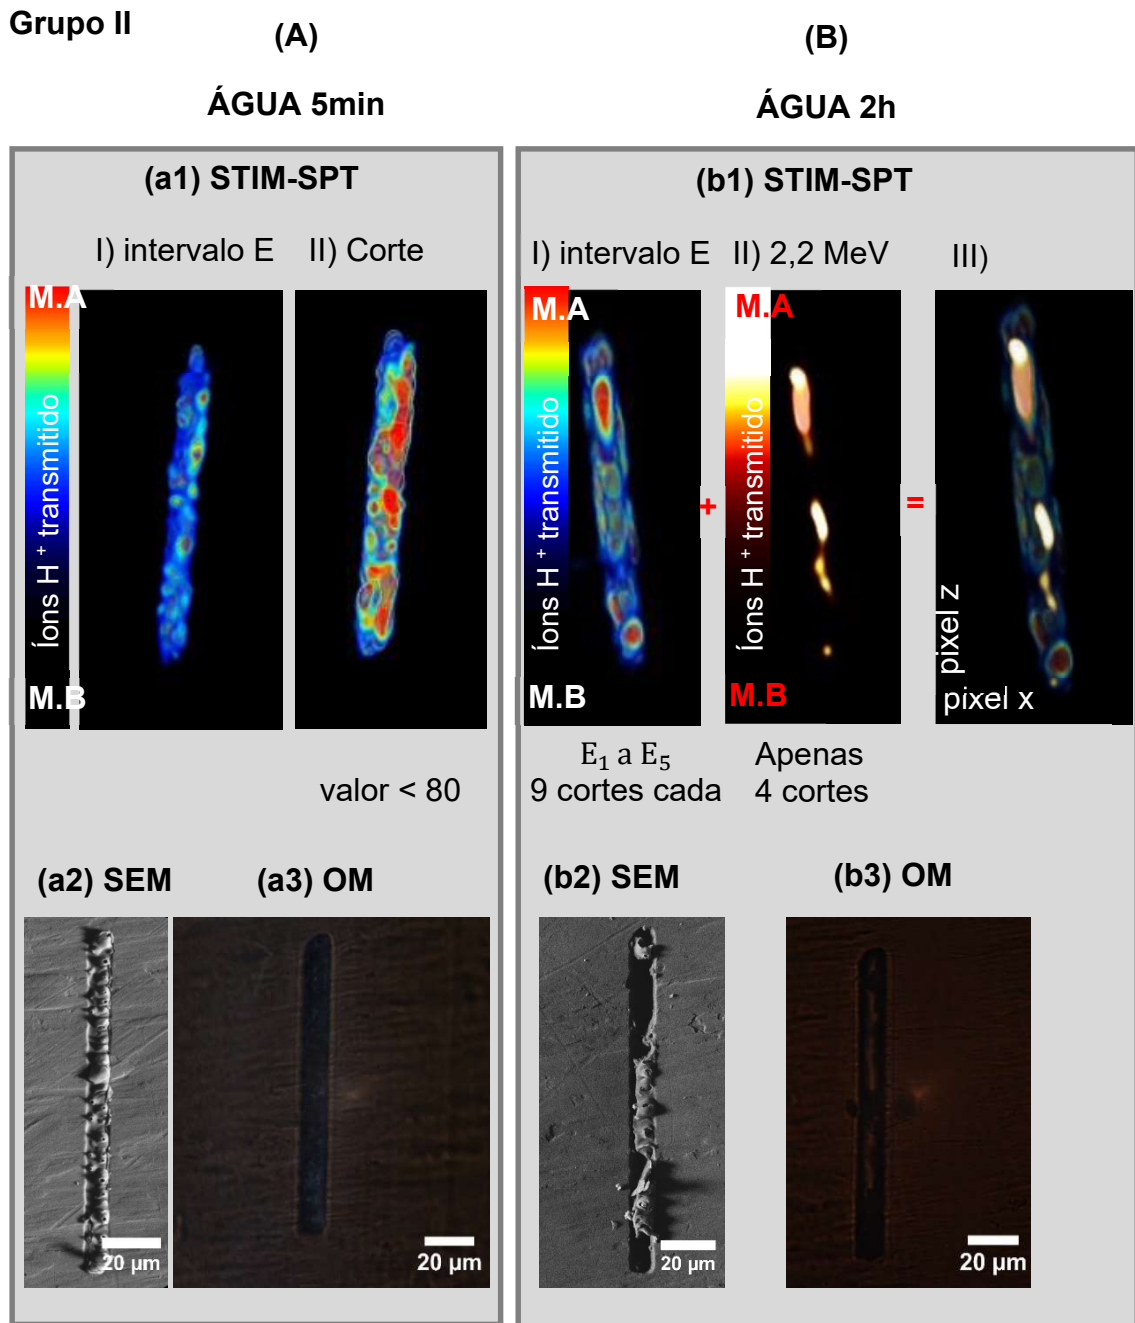 Grupo II
(A)
ÁGUA 5min
(a1) STIM-SPT
I) intervalo E
II) Corte
M.A
Íons H⁺ transmitido
M.B
valor < 80
(a2) SEM
(a3) OM
20 µm
20 µm
(B)
ÁGUA 2h
(b1) STIM-SPT
I) intervalo E
II) 2,2 MeV
III)
M.A
Íons H⁺ transmitido
M.B
+
M.A
Íons H⁺ transmitido
M.B
=
pixel z
pixel x
E₁ a E₅
9 cortes cada
Apenas
4 cortes
(b2) SEM
(b3) OM
20 µm
20 µm